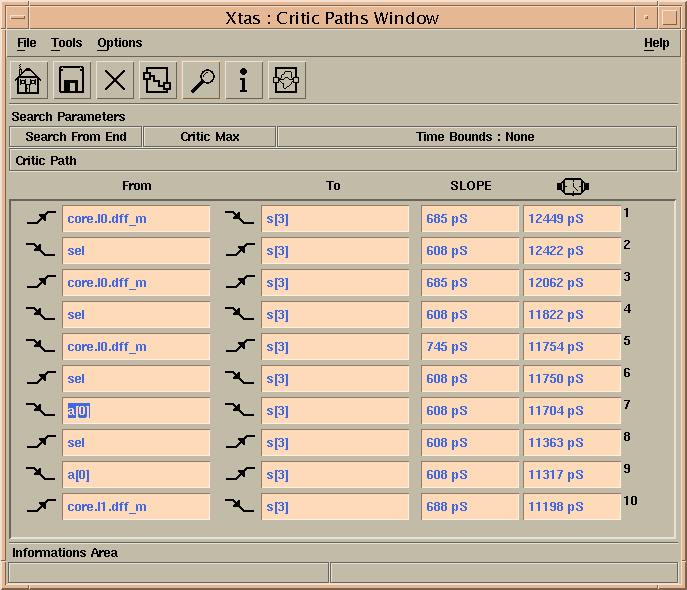 Xtas : Critic Paths Window
File Tools Options Help
Search Parameters
Search From End Critic Max Time Bounds : None
Critic Path
From To SLOPE
core.l0.dff_m s[3] 685 pS 12449 pS 1
sel s[3] 608 pS 12422 pS 2
core.l0.dff_m s[3] 685 pS 12062 pS 3
sel s[3] 608 pS 11822 pS 4
core.l0.dff_m s[3] 745 pS 11754 pS 5
sel s[3] 608 pS 11750 pS 6
a[0] s[3] 608 pS 11704 pS 7
sel s[3] 608 pS 11363 pS 8
a[0] s[3] 608 pS 11317 pS 9
core.l1.dff_m s[3] 688 pS 11198 pS 10
Informations Area